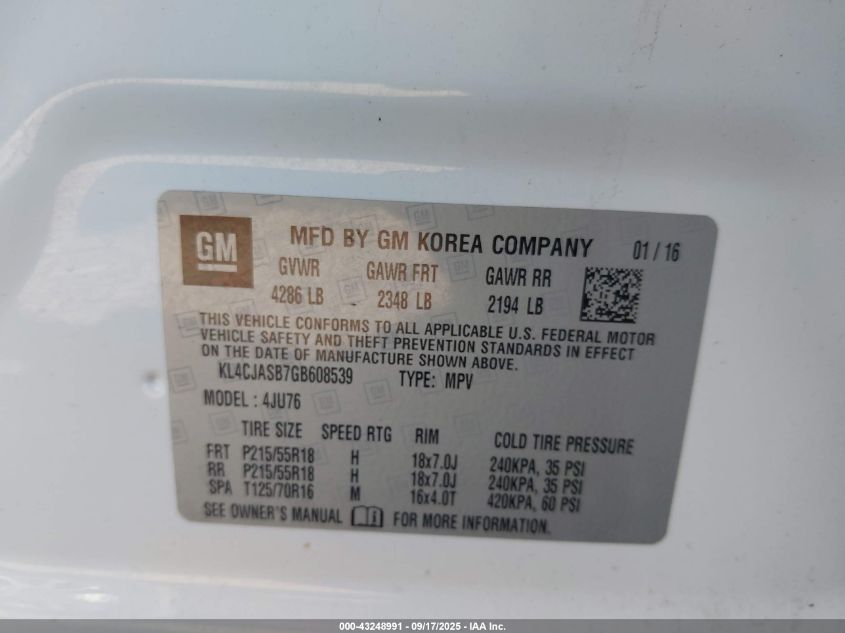 GM MFD BY GM KOREA COMPANY 01 / 16
GVWR GAWR FRT GAWR RR
4286 LB 2348 LB 2194 LB
THIS VEHICLE CONFORMS TO ALL APPLICABLE U.S. FEDERAL MOTOR
VEHICLE SAFETY AND THEFT PREVENTION STANDARDS IN EFFECT
ON THE DATE OF MANUFACTURE SHOWN ABOVE.
KL4CJASB7GB608539 TYPE: MPV
MODEL : 4JU76
TIRE SIZE SPEED RTG RIM COLD TIRE PRESSURE
FRT P215/55R18 H 18x7.0J 240KPA, 35 PSI
RR P215/55R18 H 18x7.0J 240KPA, 35 PSI
SPA T125/70R16 M 16x4.0T 420KPA, 60 PSI
SEE OWNER'S MANUAL FOR MORE INFORMATION.
000-43248991 - 09/17/2025 - IAA Inc.